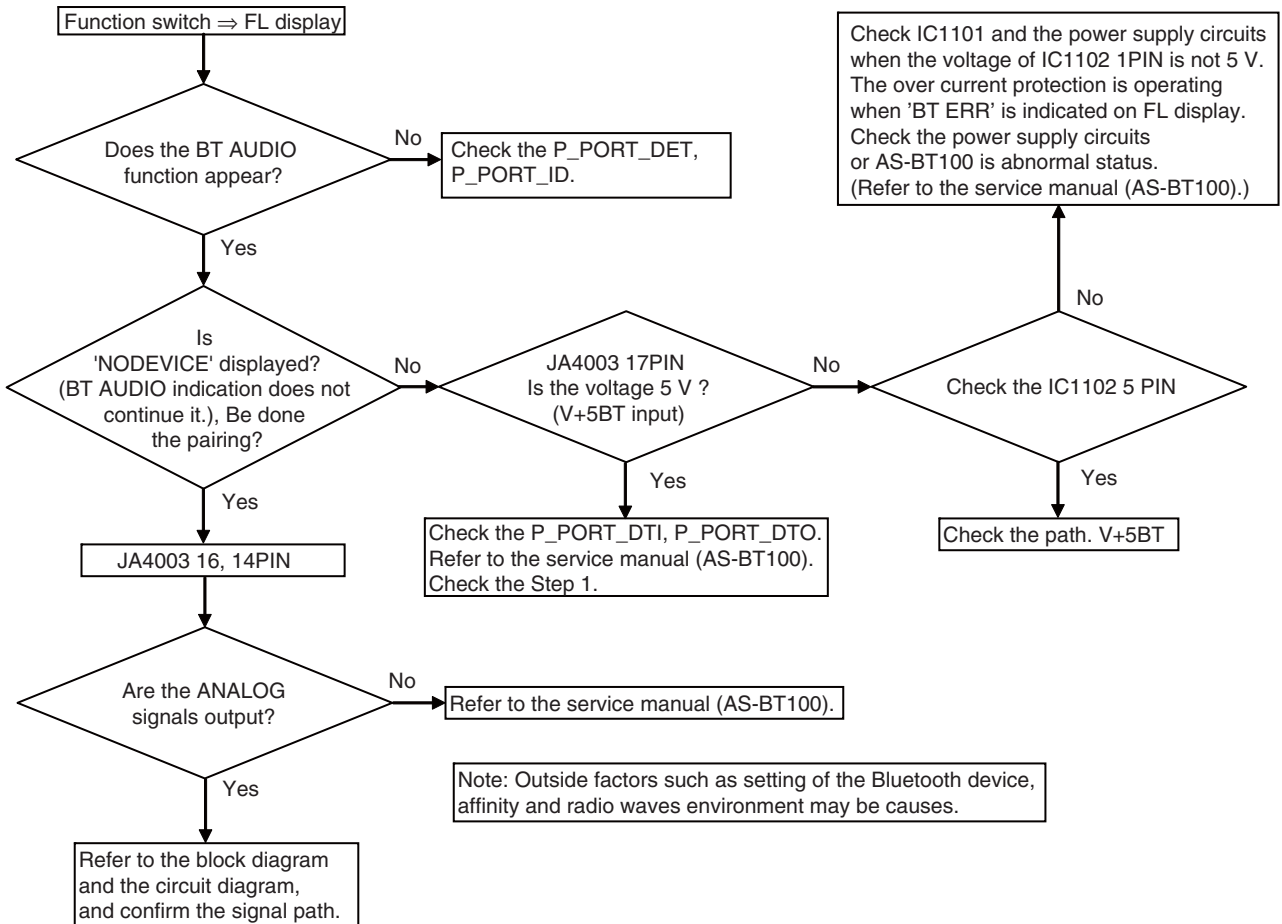 Function switch ⇒ FL display
Does the BT AUDIO
function appear?
No
Check the P_PORT_DET,
P_PORT_ID.
Yes
Is
'NODEVICE' displayed?
(BT AUDIO indication does not
continue it.), Be done
the pairing?
No
JA4003 17PIN
Is the voltage 5 V ?
(V+5BT input)
No
Check the IC1102 5 PIN
No
Check IC1101 and the power supply circuits
when the voltage of IC1102 1PIN is not 5 V.
The over current protection is operating
when 'BT ERR' is indicated on FL display.
Check the power supply circuits
or AS-BT100 is abnormal status.
(Refer to the service manual (AS-BT100).)
Yes
Check the path. V+5BT
Yes
Check the P_PORT_DTI, P_PORT_DTO.
Refer to the service manual (AS-BT100).
Check the Step 1.
Yes
JA4003 16, 14PIN
Are the ANALOG
signals output?
No
Refer to the service manual (AS-BT100).
Yes
Refer to the block diagram
and the circuit diagram,
and confirm the signal path.
Note: Outside factors such as setting of the Bluetooth device,
affinity and radio waves environment may be causes.